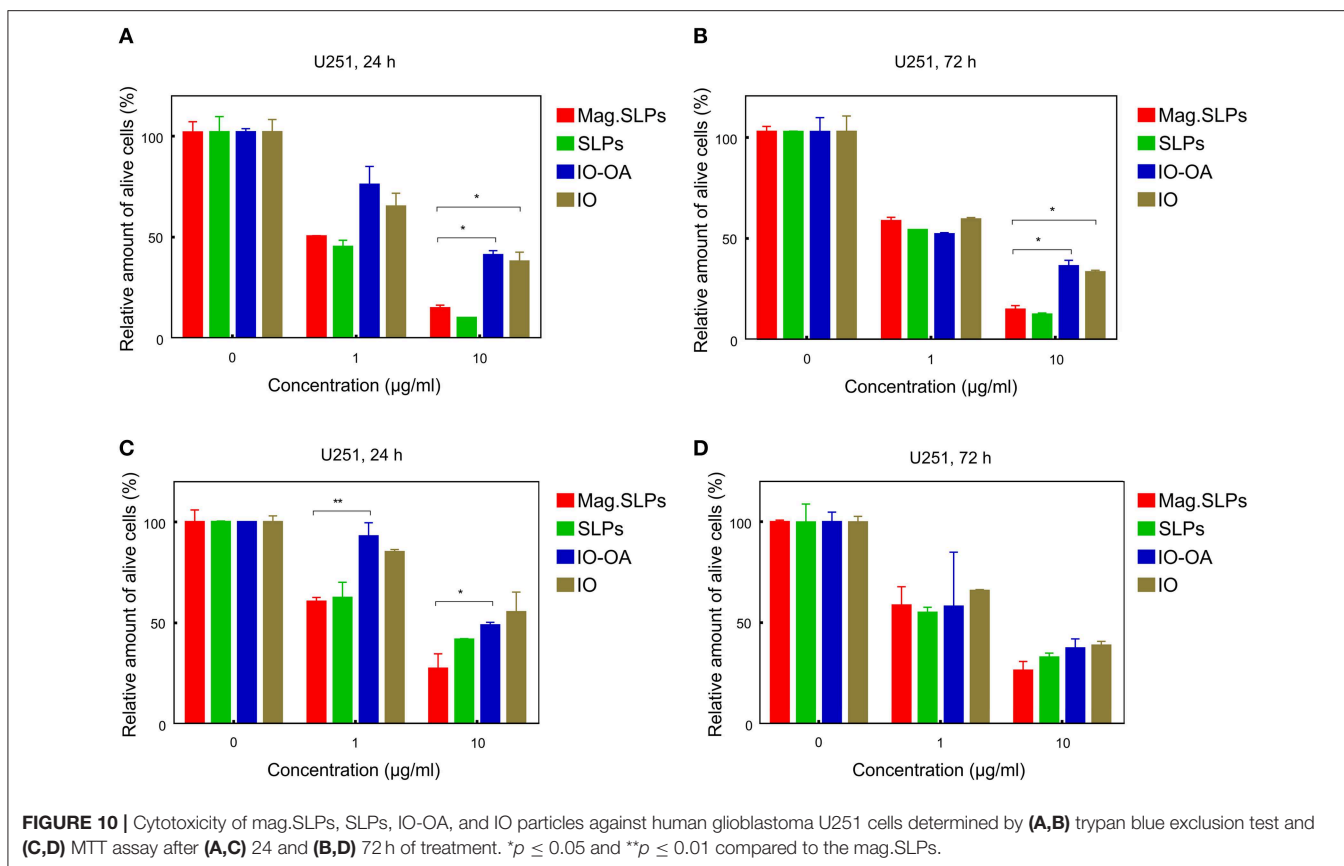 A
U251, 24 h
Relative amount of alive cells (%)
100
50
0
*
*
0
1
10
Concentration (µg/ml)
Mag.SLPs
SLPs
IO-OA
IO
B
U251, 72 h
Relative amount of alive cells (%)
100
50
0
*
*
0
1
10
Concentration (µg/ml)
Mag.SLPs
SLPs
IO-OA
IO
C
U251, 24 h
Relative amount of alive cells (%)
100
50
0
**
*
0
1
10
Concentration (µg/ml)
Mag.SLPs
SLPs
IO-OA
IO
D
U251, 72 h
Relative amount of alive cells (%)
100
50
0
0
1
10
Concentration (µg/ml)
Mag.SLPs
SLPs
IO-OA
IO
FIGURE 10 | Cytotoxicity of mag.SLPs, SLPs, IO-OA, and IO particles against human glioblastoma U251 cells determined by (A,B) trypan blue exclusion test and
(C,D) MTT assay after (A,C) 24 and (B,D) 72 h of treatment. *p ≤ 0.05 and **p ≤ 0.01 compared to the mag.SLPs.